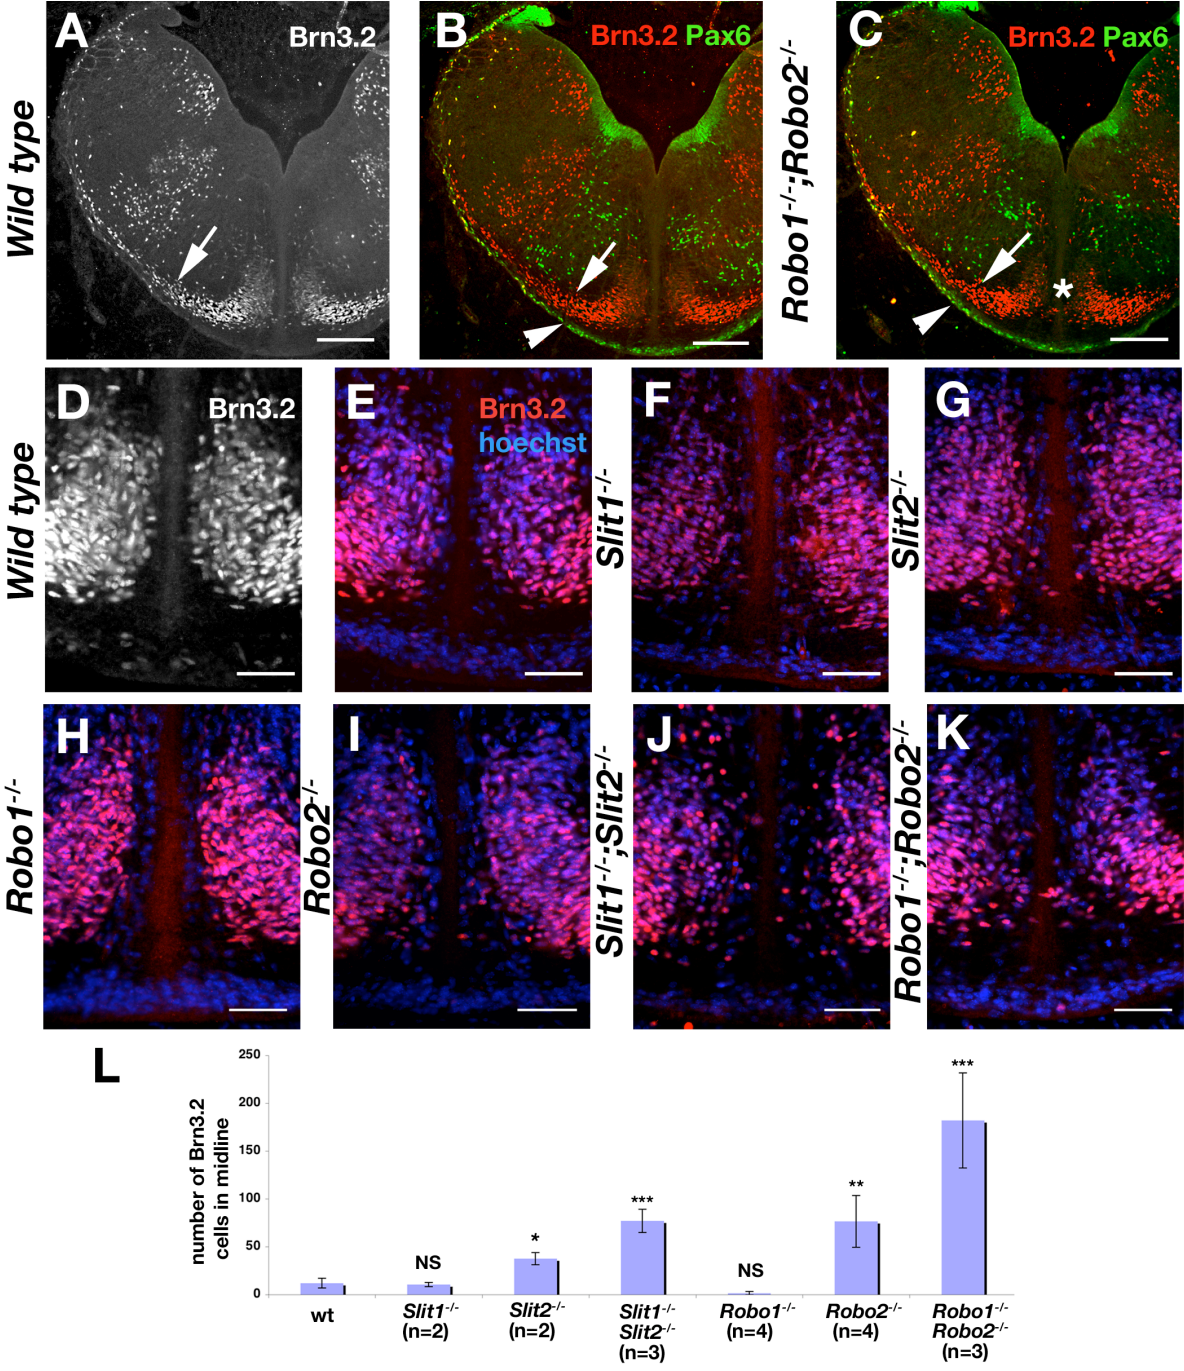 A
Brn3.2
B
Brn3.2 Pax6
C
Brn3.2 Pax6
Wild type
Robo1-/-;Robo2-/-
*
D
Brn3.2
E
Brn3.2
hoechst
F
G
Wild type
Slit1-/-
Slit2-/-
H
I
J
K
Robo1-/-
Robo2-/-
Slit1-/-;Slit2-/-
Robo1-/-;Robo2-/-
L
number of Brn3.2
cells in midline
250
200
150
100
50
0
NS
*
***
NS
**
***
wt
Slit1-/-
(n=2)
Slit2-/-
(n=2)
Slit1-/-
Slit2-/-
(n=3)
Robo1-/-
(n=4)
Robo2-/-
(n=4)
Robo1-/-
Robo2-/-
(n=3)